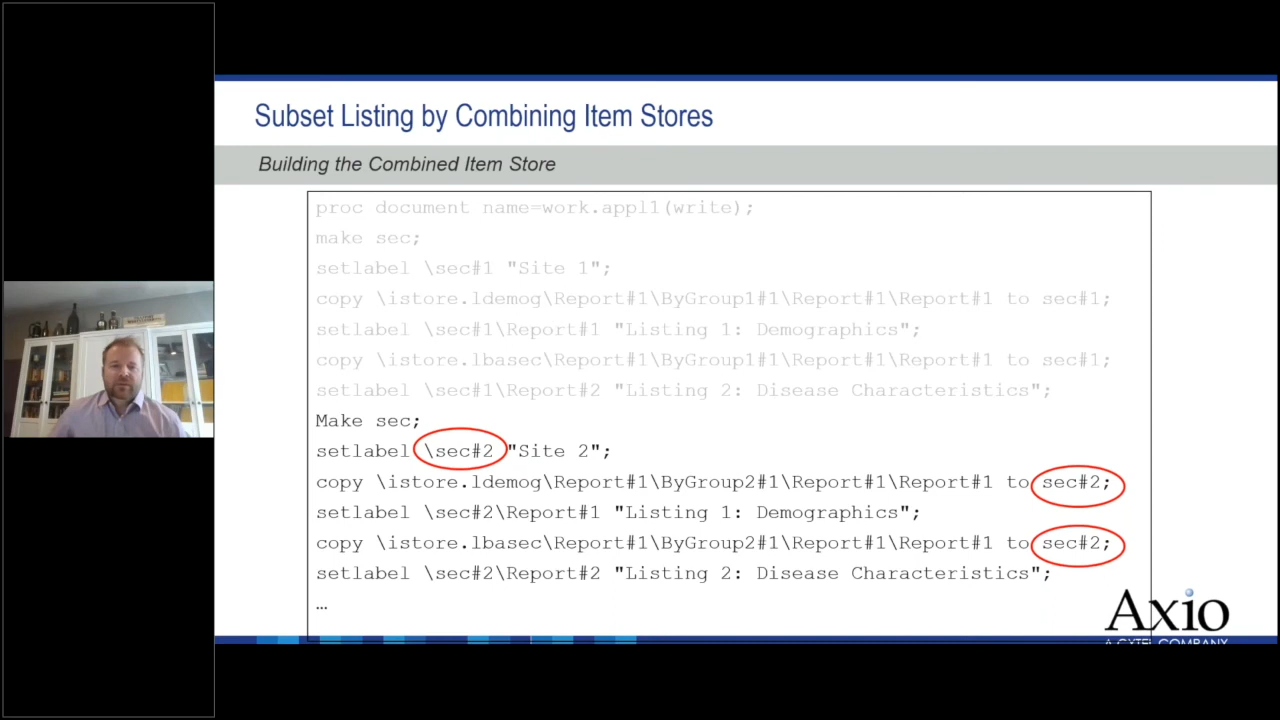 Subset Listing by Combining Item Stores
Building the Combined Item Store
proc document name=work.appl1(write);
make sec;
setlabel \sec#1 "Site 1";
copy \istore.ldemog\Report#1\ByGroup1#1\Report#1\Report#1 to sec#1;
setlabel \sec#1\Report#1 "Listing 1: Demographics";
copy \istore.lbasec\Report#1\ByGroup1#1\Report#1\Report#1 to sec#1;
setlabel \sec#1\Report#2 "Listing 2: Disease Characteristics";
Make sec;
setlabel \sec#2 "Site 2";
copy \istore.ldemog\Report#1\ByGroup2#1\Report#1\Report#1 to sec#2;
setlabel \sec#2\Report#1 "Listing 1: Demographics";
copy \istore.lbasec\Report#1\ByGroup2#1\Report#1\Report#1 to sec#2;
setlabel \sec#2\Report#2 "Listing 2: Disease Characteristics";
…
Axio
A CYTEL COMPANY